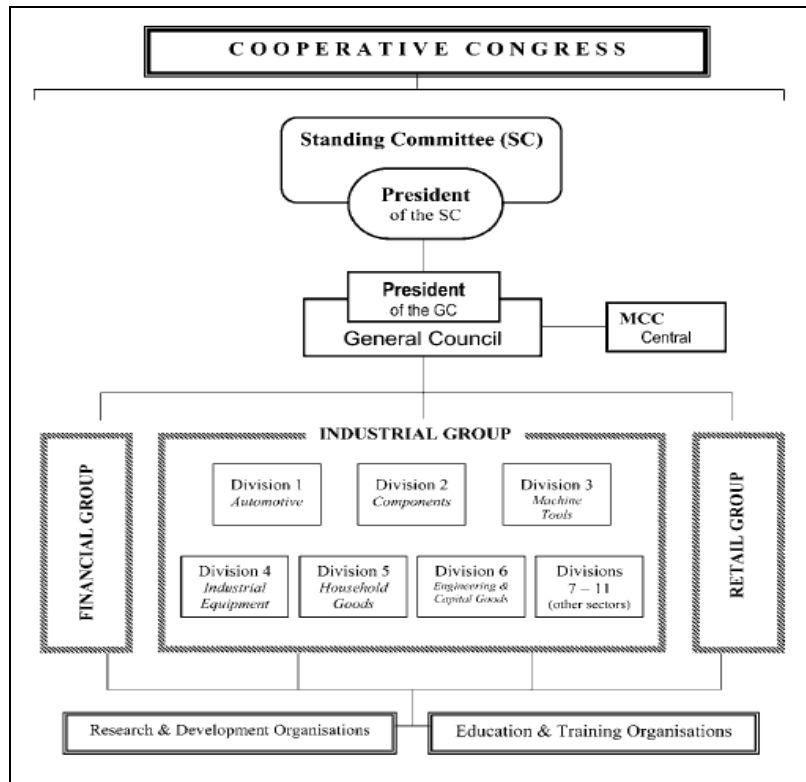 COOPERATIVE CONGRESS
Standing Committee (SC)
President
of the SC
President
of the GC
General Council
MCC
Central
FINANCIAL GROUP
INDUSTRIAL GROUP
Division 1
Automotive
Division 2
Components
Division 3
Machine
Tools
Division 4
Industrial
Equipment
Division 5
Household
Goods
Division 6
Engineering &
Capital Goods
Divisions
7 – 11
(other sectors)
RETAIL GROUP
Research & Development Organisations
Education & Training Organisations